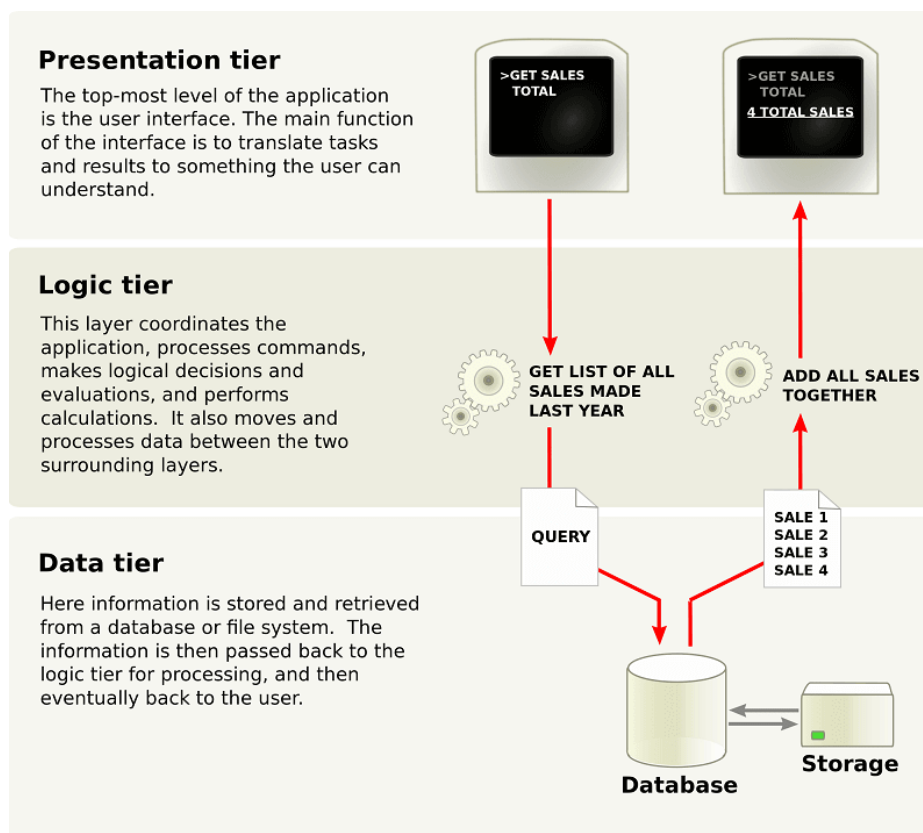 Presentation tier
The top-most level of the application
is the user interface. The main function
of the interface is to translate tasks
and results to something the user can
understand.
>GET SALES
TOTAL
>GET SALES
TOTAL
4 TOTAL SALES
Logic tier
This layer coordinates the
application, processes commands,
makes logical decisions and
evaluations, and performs
calculations.  It also moves and
processes data between the two
surrounding layers.
GET LIST OF ALL
SALES MADE
LAST YEAR
ADD ALL SALES
TOGETHER
QUERY
SALE 1
SALE 2
SALE 3
SALE 4
Data tier
Here information is stored and retrieved
from a database or file system.  The
information is then passed back to the
logic tier for processing, and then
eventually back to the user.
Database
Storage